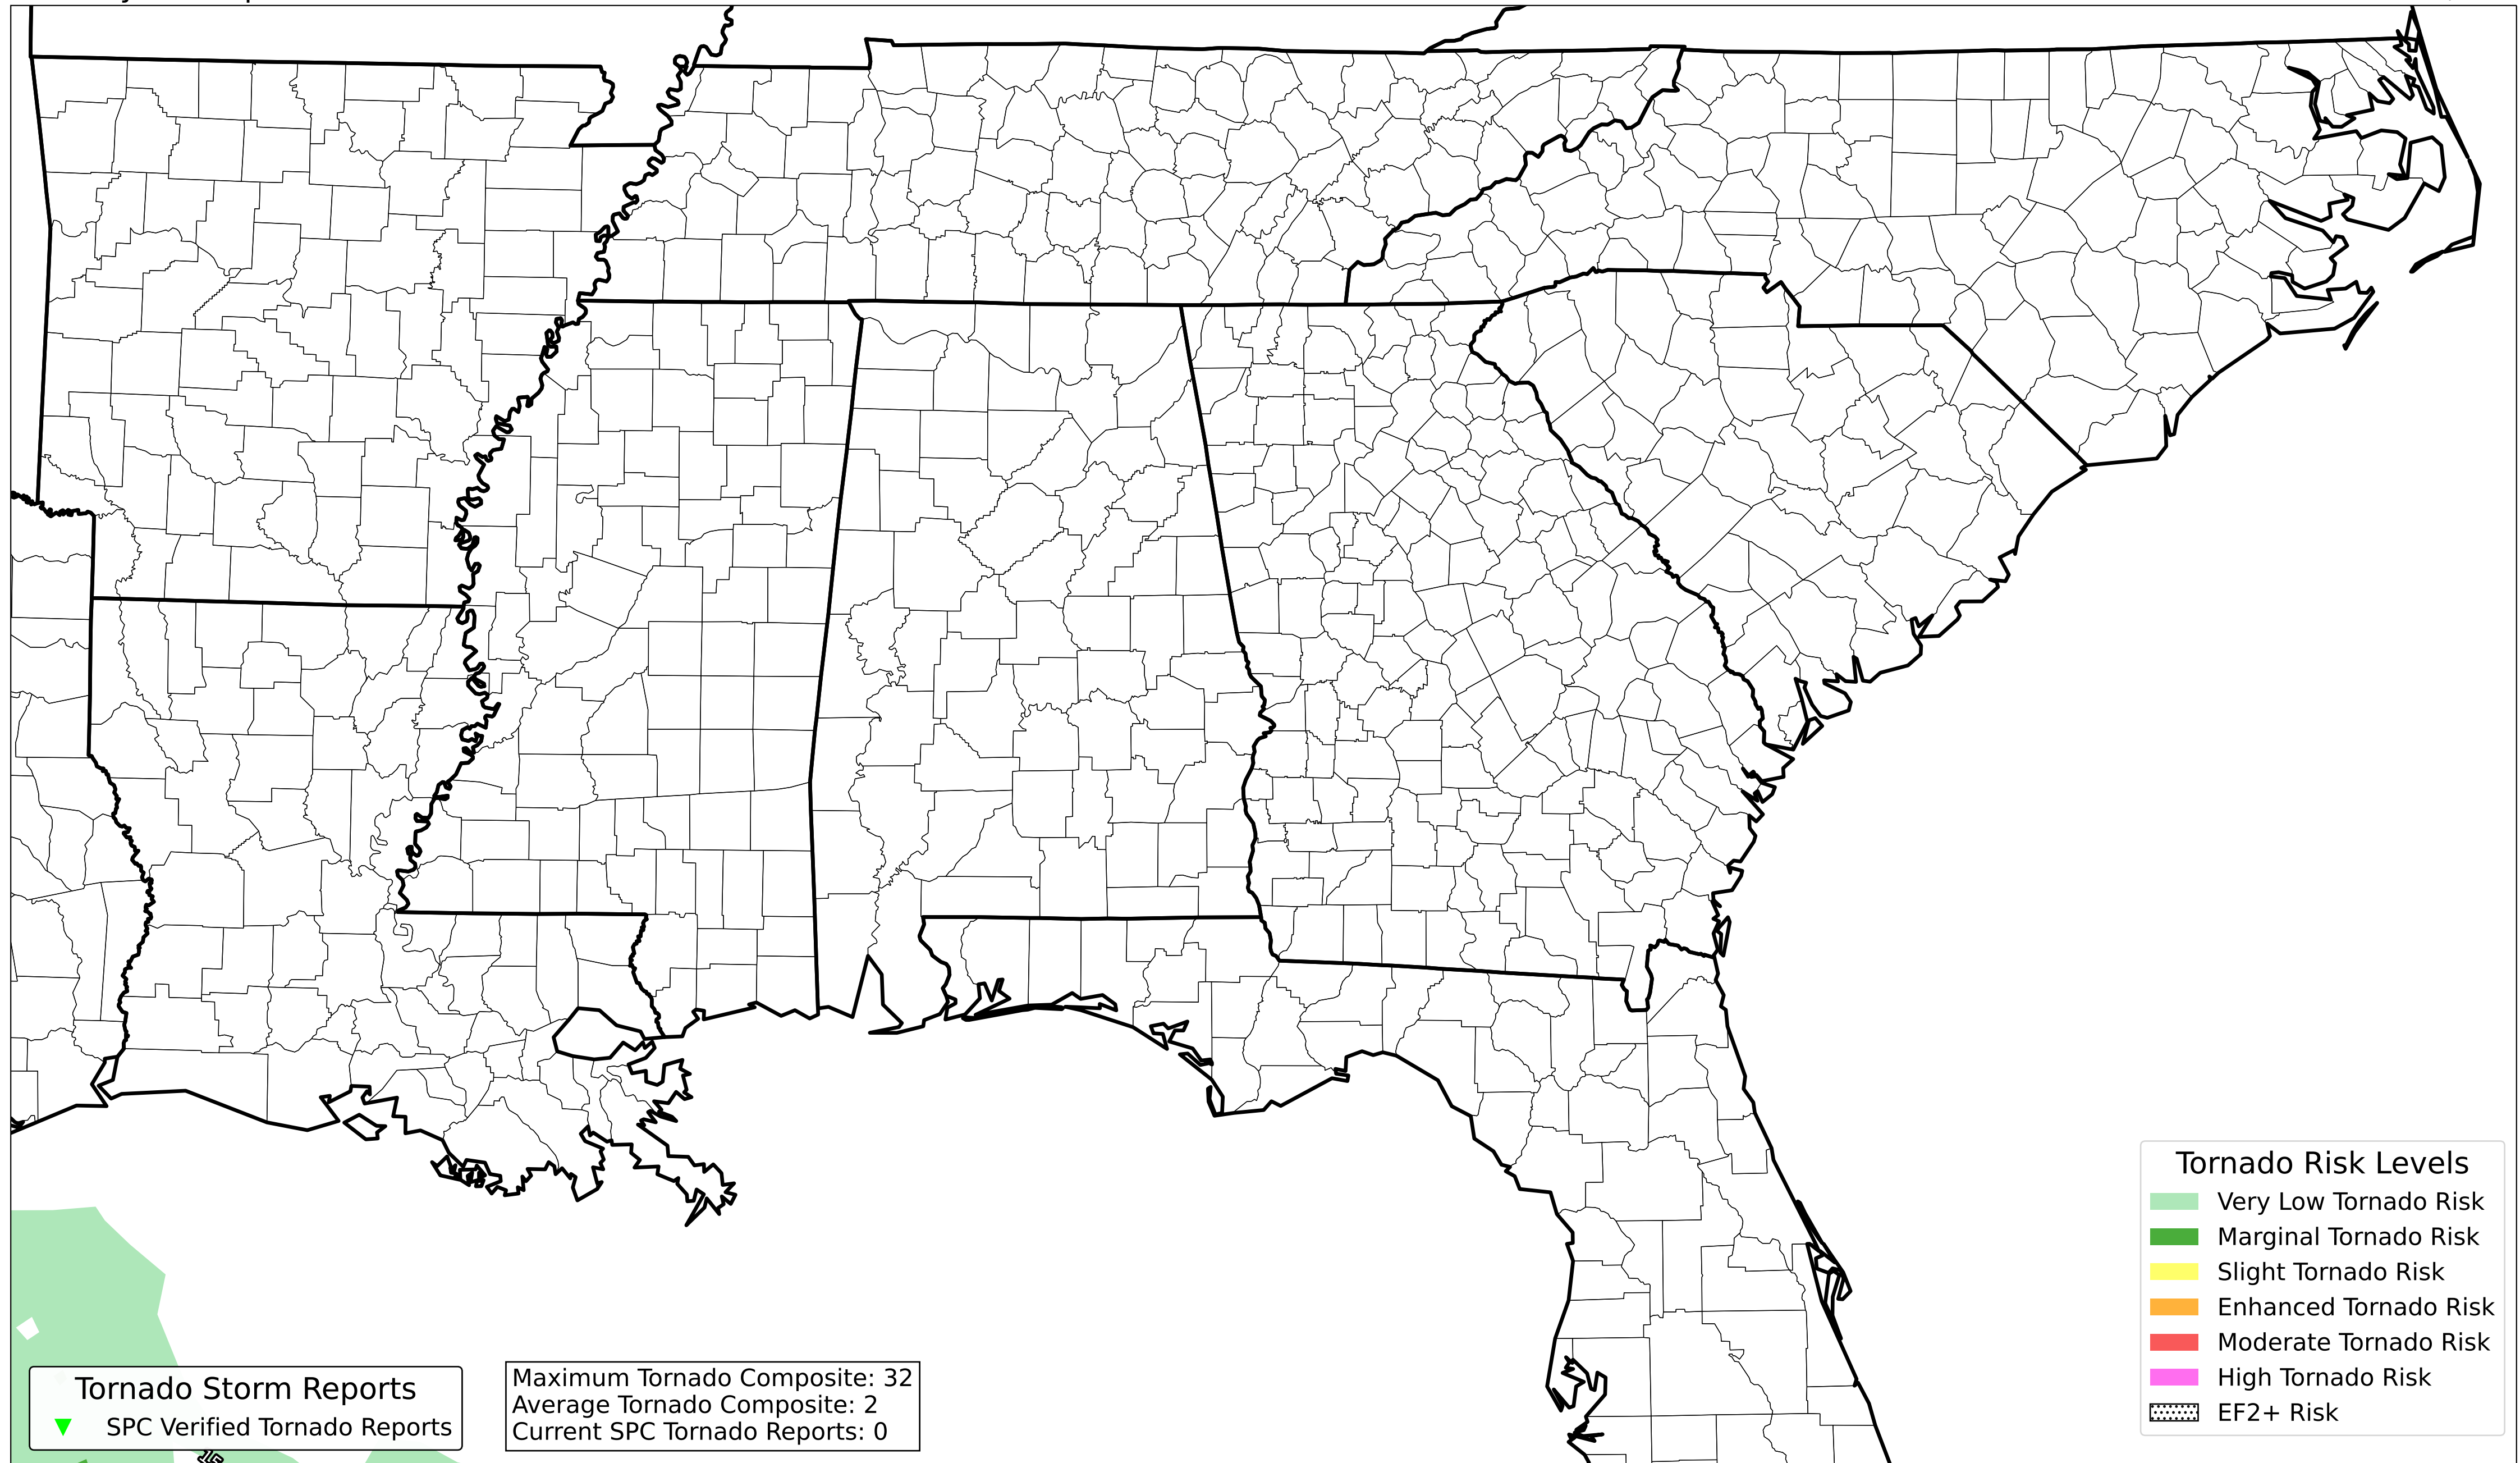 Tornado Risk Levels
Very Low Tornado Risk
Marginal Tornado Risk
Slight Tornado Risk
Enhanced Tornado Risk
Moderate Tornado Risk
High Tornado Risk
EF2+ Risk
Tornado Storm Reports
SPC Verified Tornado Reports
Maximum Tornado Composite: 32
Average Tornado Composite: 2
Current SPC Tornado Reports: 0